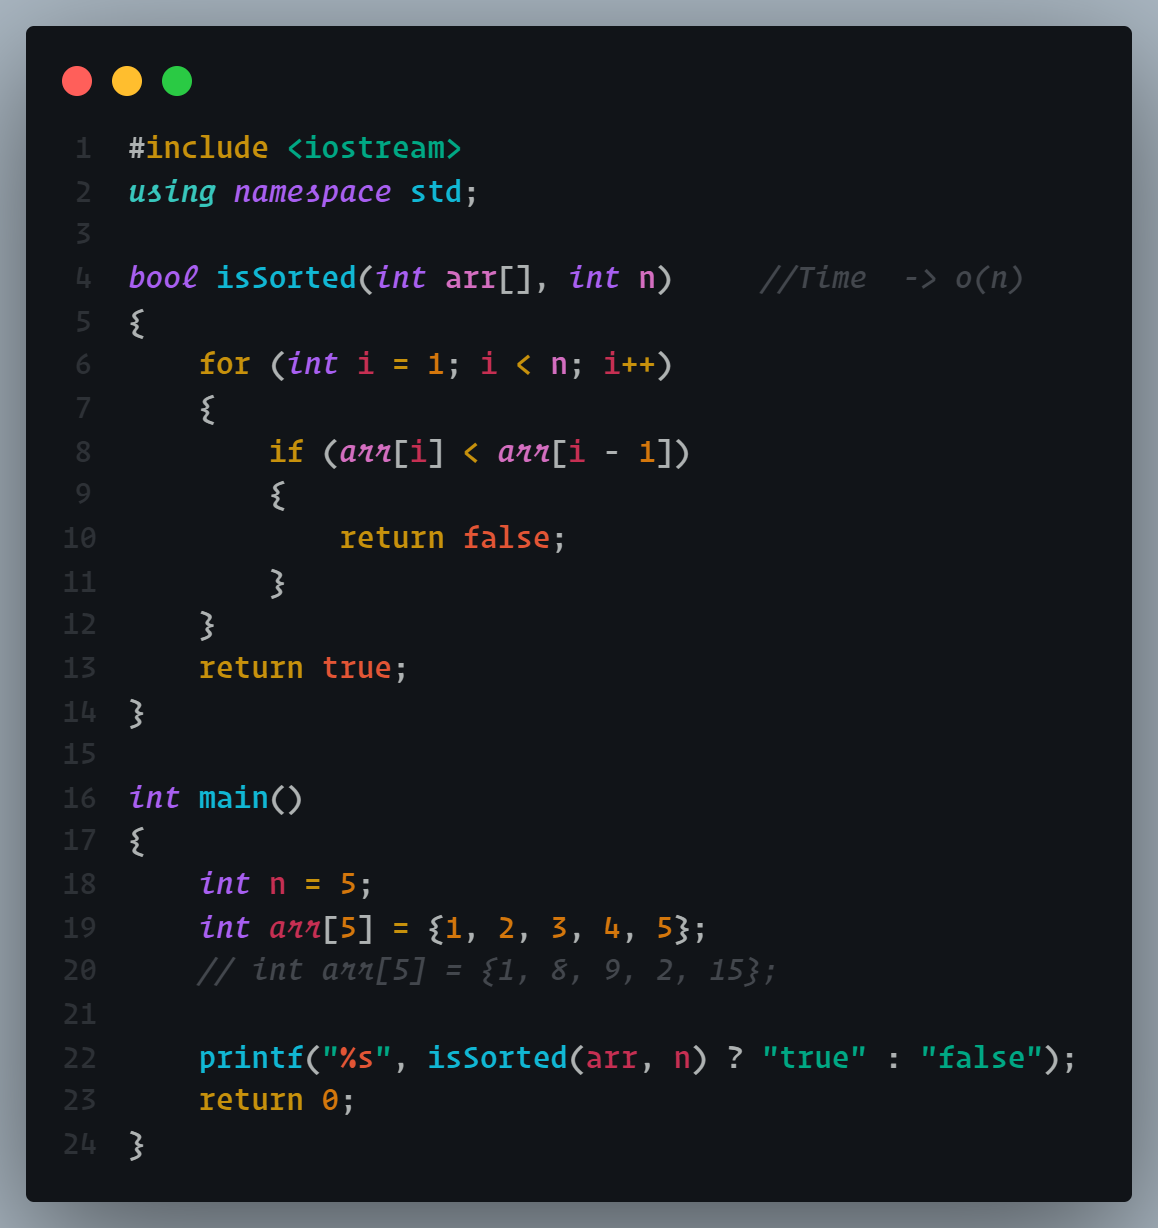 1 #include <iostream>
2 using namespace std;
3
4 bool isSorted(int arr[], int n)     //Time  -> o(n)
5 {
6     for (int i = 1; i < n; i++)
7     {
8         if (arr[i] < arr[i - 1])
9         {
10             return false;
11         }
12     }
13     return true;
14 }
15
16 int main()
17 {
18     int n = 5;
19     int arr[5] = {1, 2, 3, 4, 5};
20     // int arr[5] = {1, 8, 9, 2, 15};
21
22     printf("%s", isSorted(arr, n) ? "true" : "false");
23     return 0;
24 }